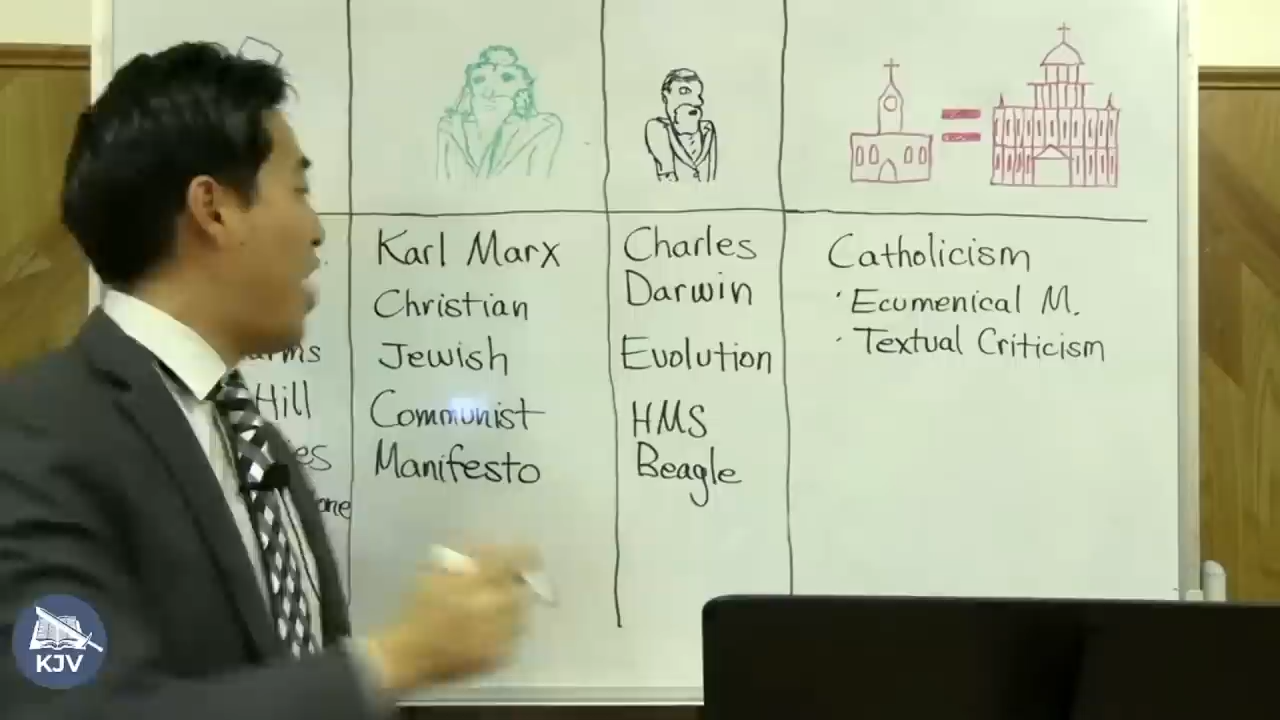 Karl Marx
Christian
Jewish
Communist
Manifesto
Hill
Charles
Darwin
Evolution
HMS
Beagle
Catholicism
· Ecumenical M.
· Textual Criticism
KJV